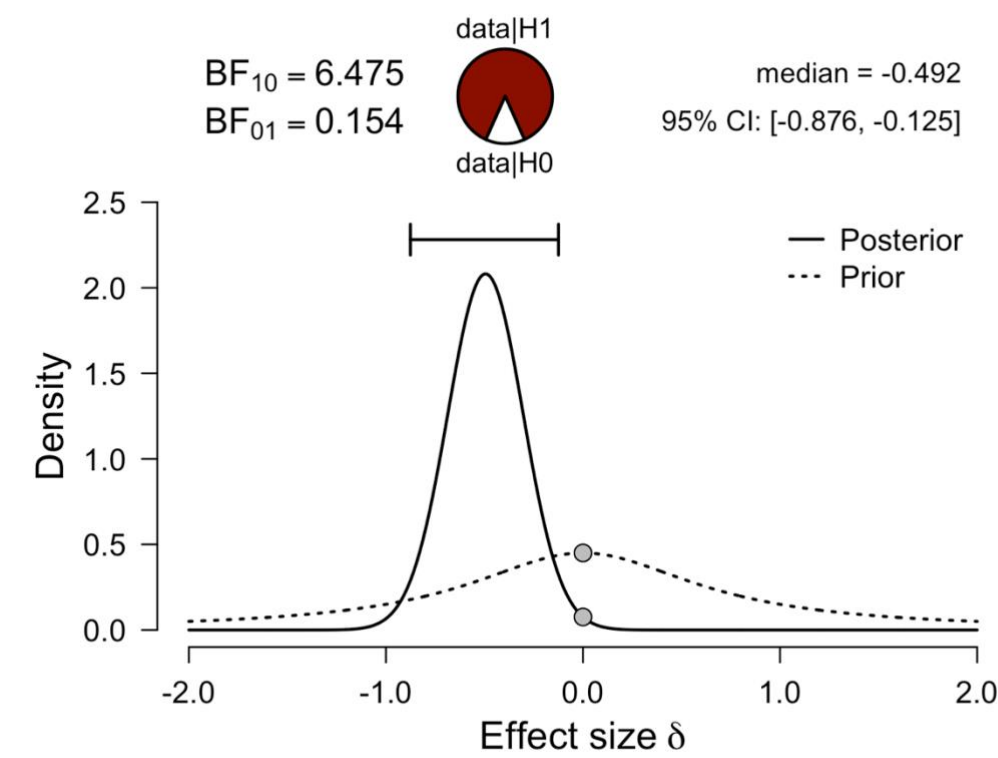 data|H1
BF₁₀ = 6.475
BF₀₁ = 0.154
median = -0.492
95% CI: [-0.876, -0.125]
data|H0
Posterior
Prior
2.5
2.0
1.5
1.0
0.5
0.0
Density
-2.0 -1.0 0.0 1.0 2.0
Effect size δ